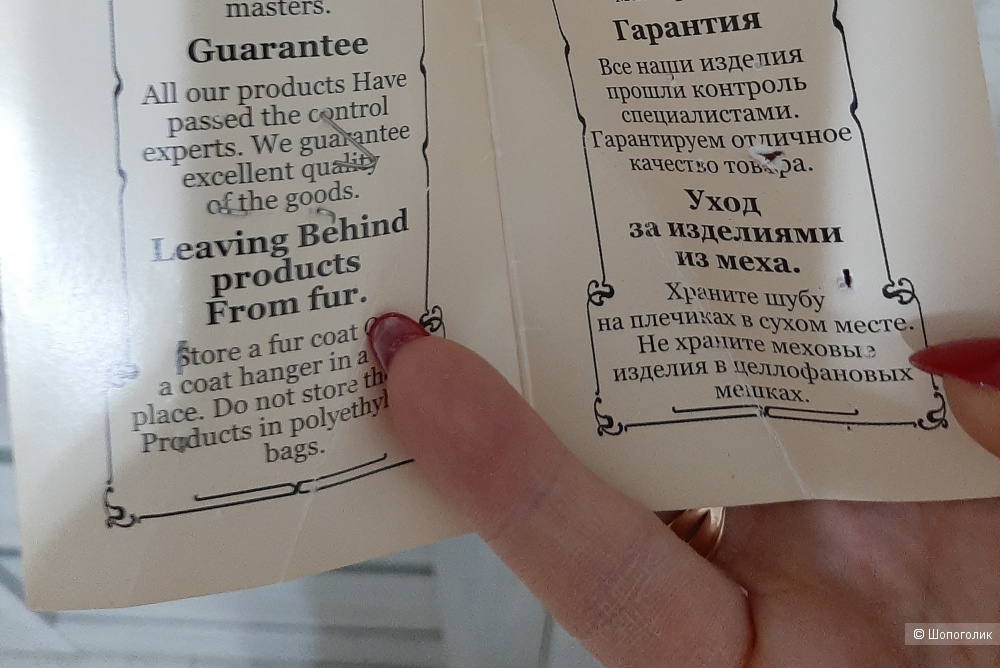 masters.
Guarantee
All our products Have
passed the control
experts. We guarantee
excellent quality
of the goods.
Leaving Behind
products
From fur.
Store a fur coat
a coat hanger in a
place. Do not store
Products in
bags.
Гарантия
Все наши изделия
прошли контроль
специалистами.
Гарантируем отличное
качество товара.
Уход
за изделиями
из меха.
Храните шубу
на плечиках в сухом месте.
Не храните меховые
изделия в целлофановых
мешках.
© Шопоголик